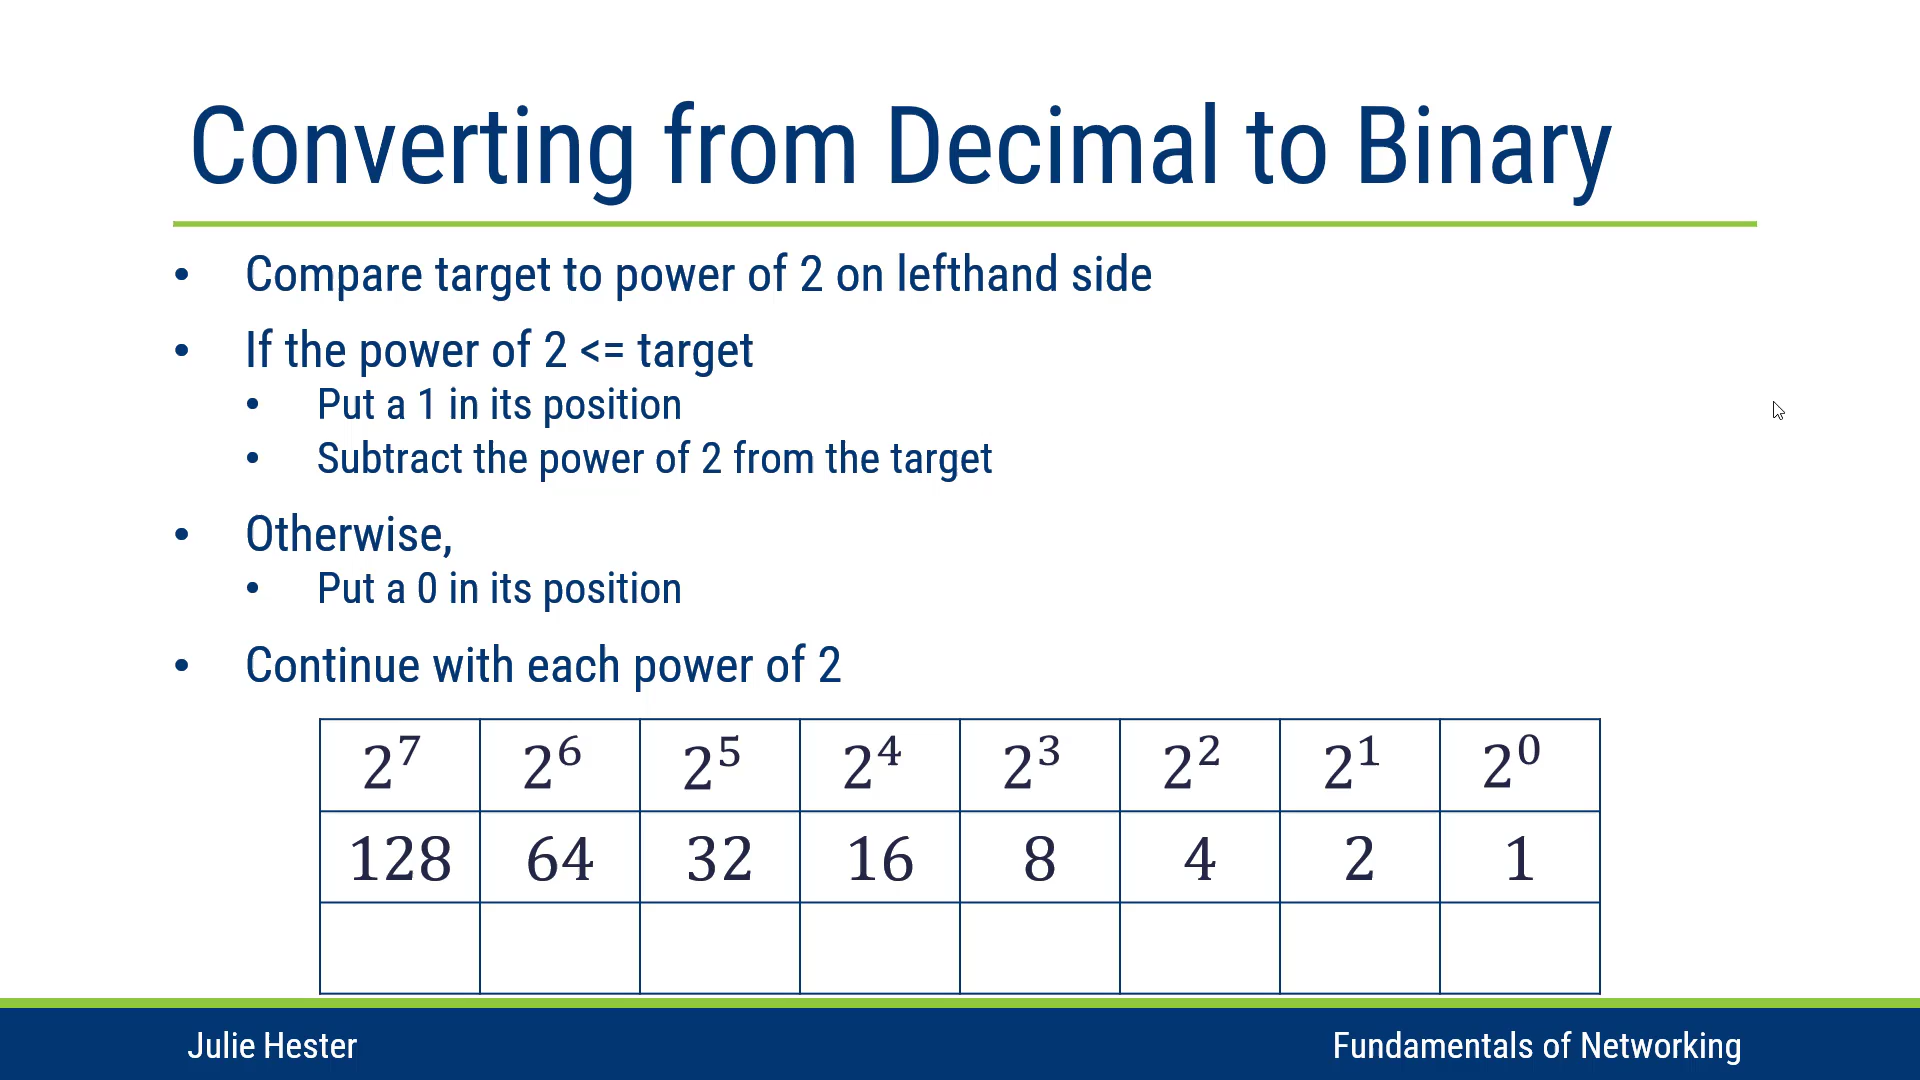 Converting from Decimal to Binary
• Compare target to power of 2 on lefthand side
• If the power of 2 <= target
• Put a 1 in its position
• Subtract the power of 2 from the target
• Otherwise,
• Put a 0 in its position
• Continue with each power of 2
2⁷ 2⁶ 2⁵ 2⁴ 2³ 2² 2¹ 2⁰
128 64 32 16 8 4 2 1
Julie Hester
Fundamentals of Networking